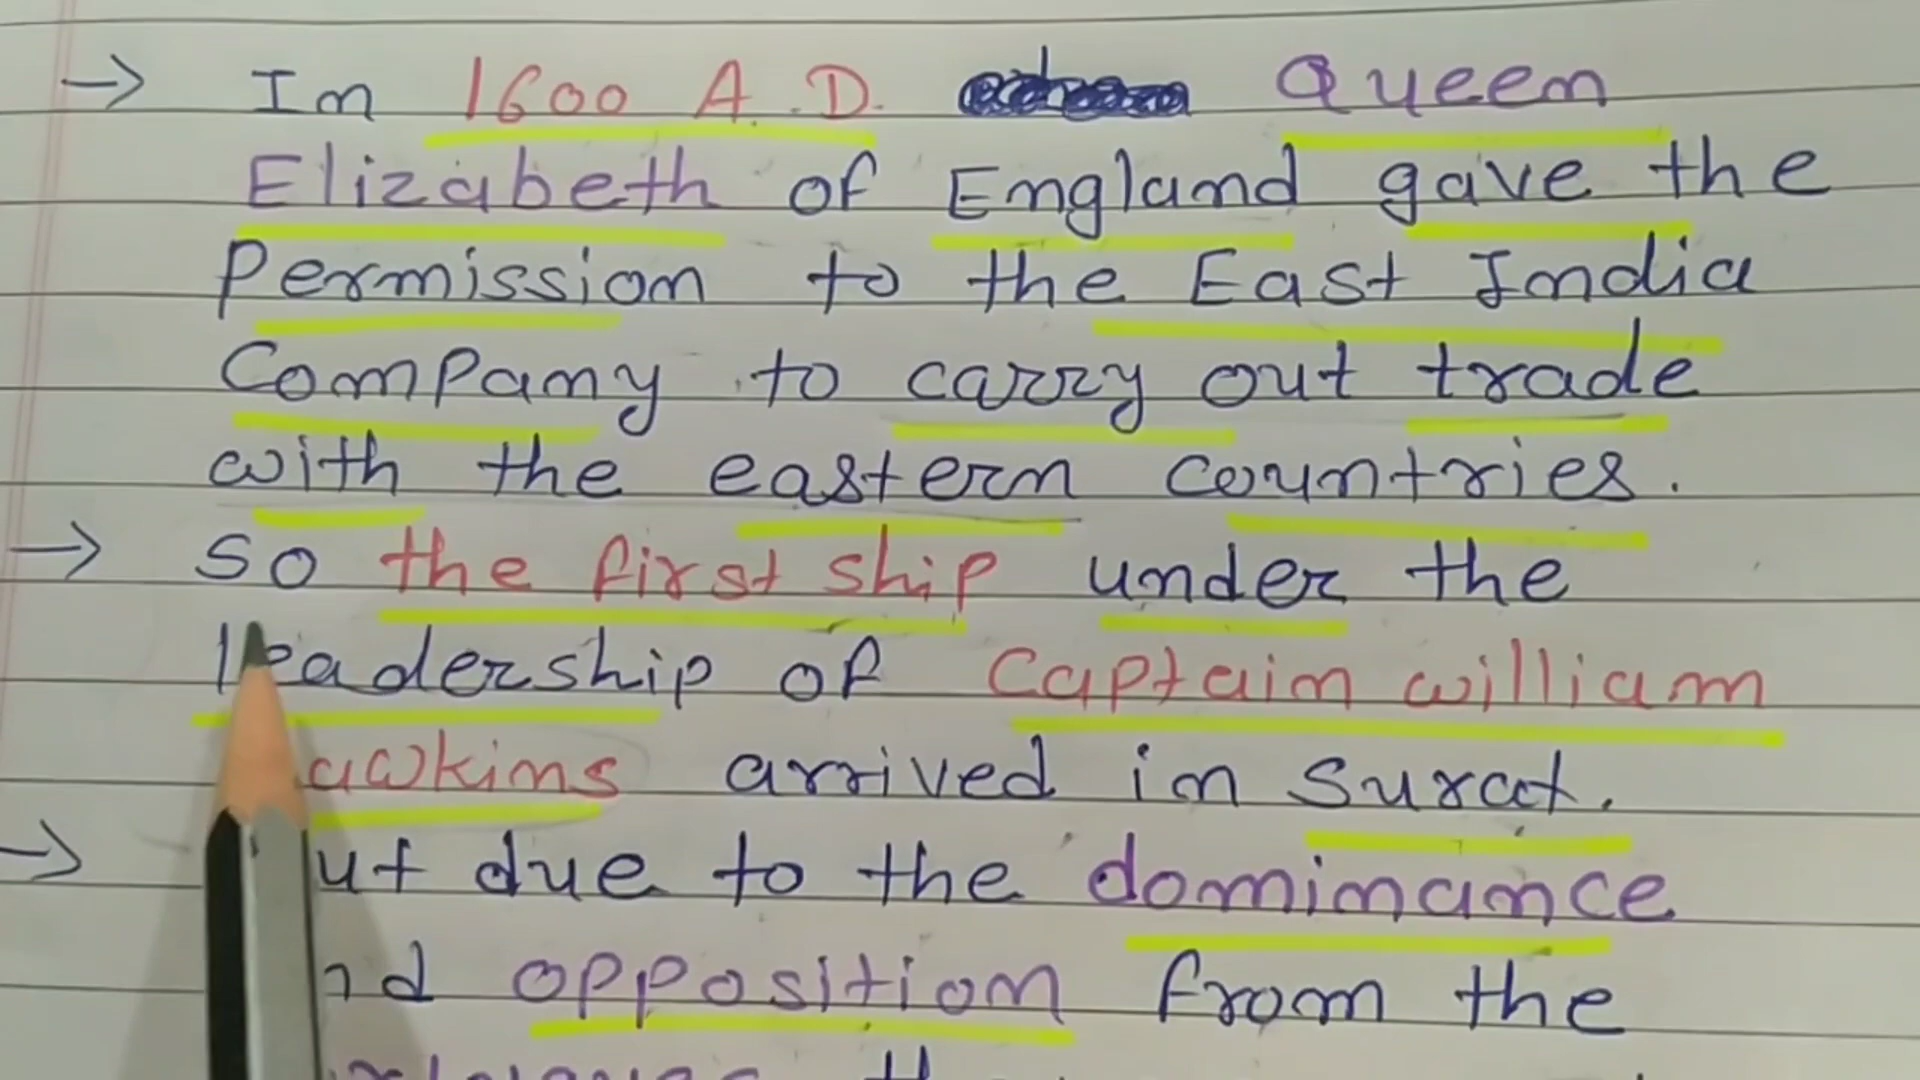 → In 1600 A.D. Queen
Elizabeth of England gave the
Permission to the East India
Company to carry out trade
with the eastern countries.
→ So the first ship under the
leadership of Captain william
awkins arrived in Surat.
→ ut due to the dominance
nd opposition from the